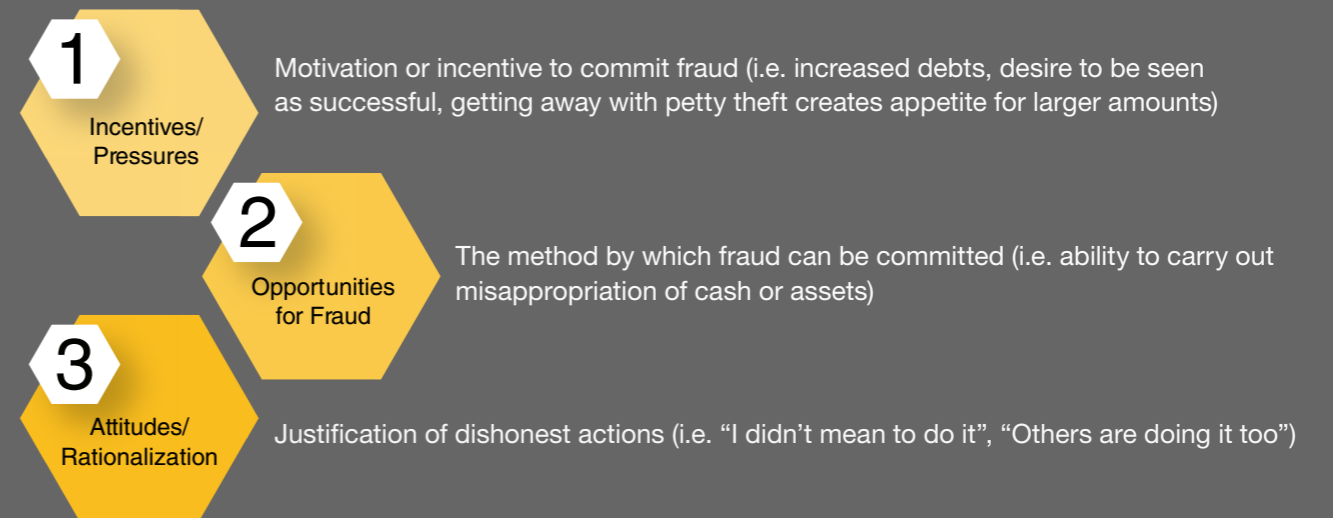 1
Incentives/
Pressures
Motivation or incentive to commit fraud (i.e. increased debts, desire to be seen
as successful, getting away with petty theft creates appetite for larger amounts)
2
Opportunities
for Fraud
The method by which fraud can be committed (i.e. ability to carry out
misappropriation of cash or assets)
3
Attitudes/
Rationalization
Justification of dishonest actions (i.e. “I didn’t mean to do it”, “Others are doing it too”)